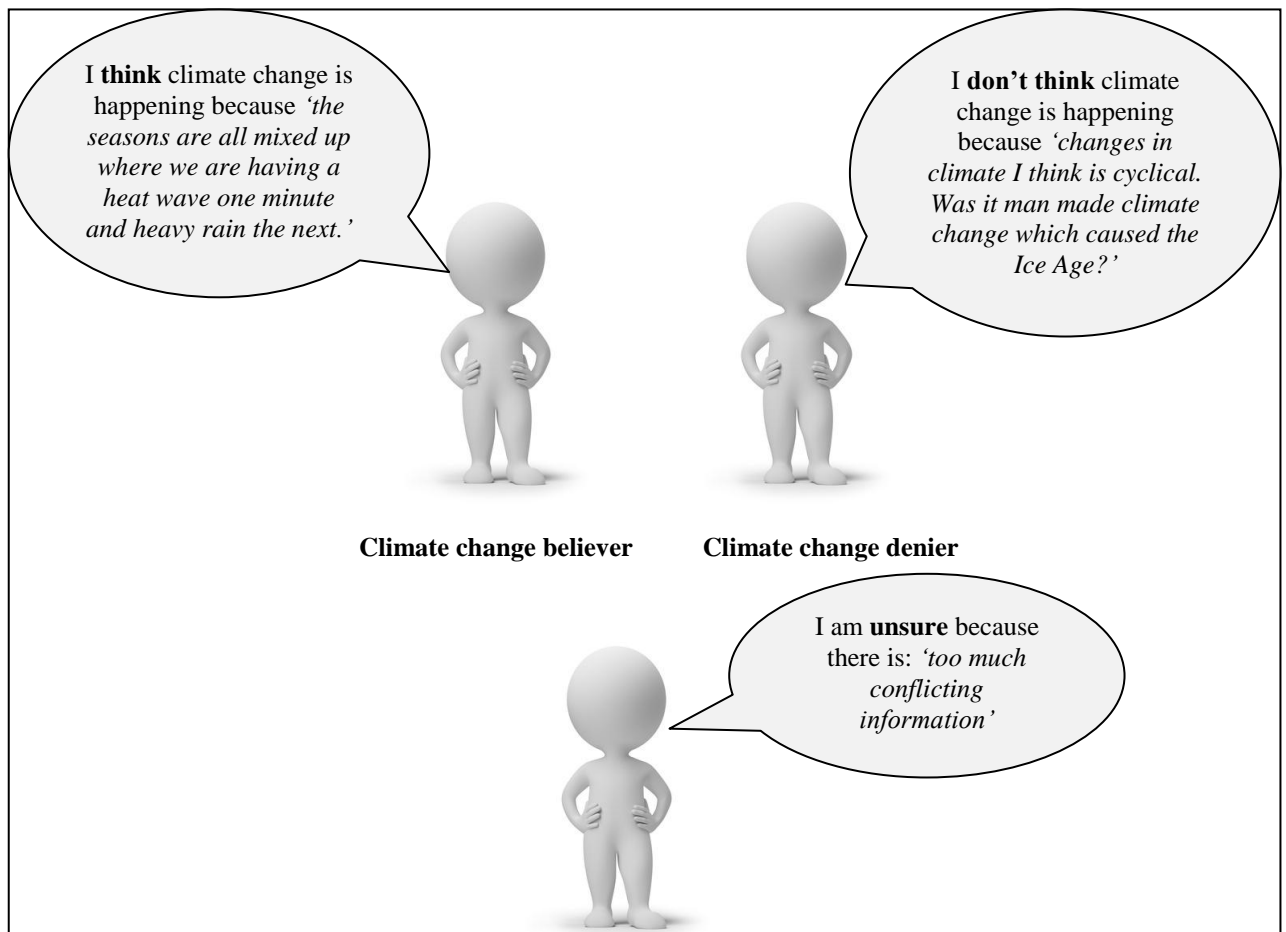 I think climate change is
happening because ‘the
seasons are all mixed up
where we are having a
heat wave one minute
and heavy rain the next.’
I don’t think climate
change is happening
because ‘changes in
climate I think is cyclical.
Was it man made climate
change which caused the
Ice Age?’
Climate change believer
Climate change denier
I am unsure because
there is: ‘too much
conflicting
information’